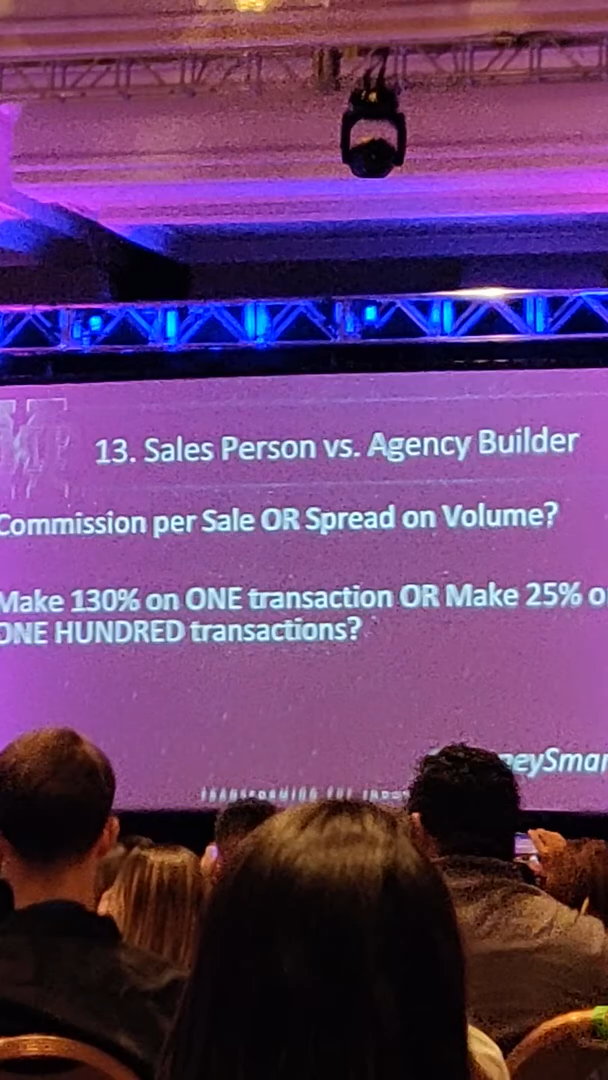 13. Sales Person vs. Agency Builder
Commission per Sale OR Spread on Volume?
Make 130% on ONE transaction OR Make 25% o
ONE HUNDRED transactions?
neySmar